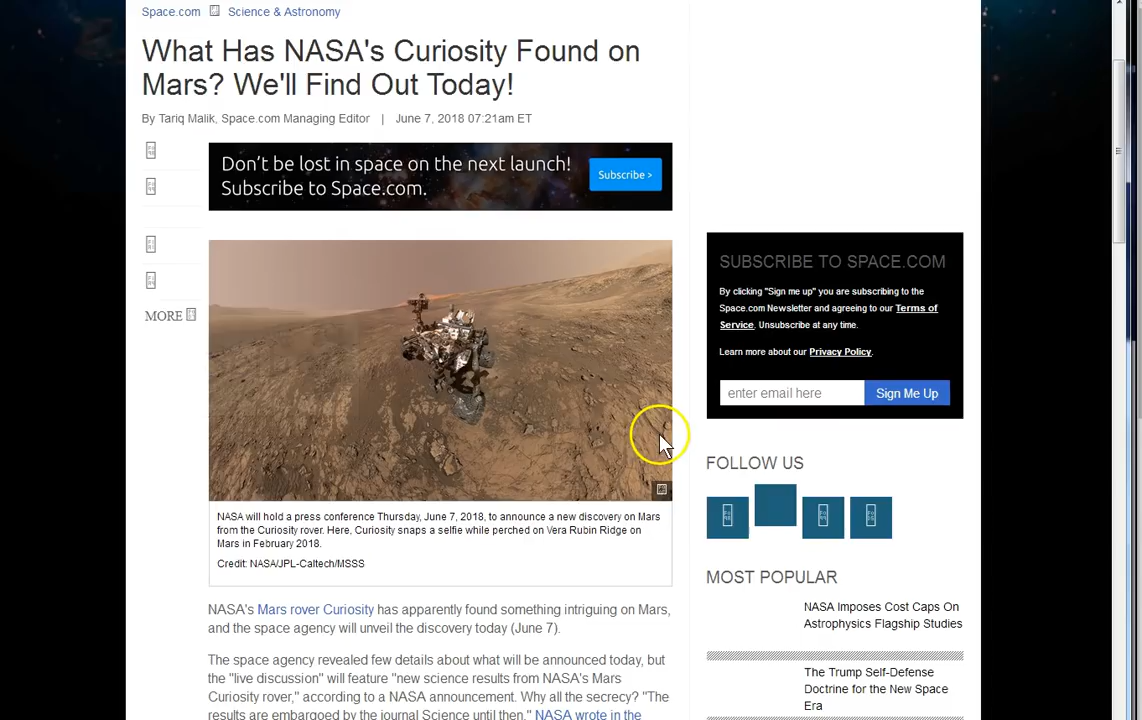 Space.com Science & Astronomy
What Has NASA's Curiosity Found on
Mars? We'll Find Out Today!
By Tariq Malik, Space.com Managing Editor | June 7, 2018 07:21am ET
Don't be lost in space on the next launch!
Subscribe to Space.com.
Subscribe >
MORE
NASA will hold a press conference Thursday, June 7, 2018, to announce a new discovery on Mars
from the Curiosity rover. Here, Curiosity snaps a selfie while perched on Vera Rubin Ridge on
Mars in February 2018.
Credit: NASA/JPL-Caltech/MSSS
NASA's Mars rover Curiosity has apparently found something intriguing on Mars,
and the space agency will unveil the discovery today (June 7).
The space agency revealed few details about what will be announced today, but
the "live discussion" will feature "new science results from NASA's Mars
Curiosity rover," according to a NASA announcement. Why all the secrecy? "The
results are embargoed by the journal Science until then," NASA wrote in the
SUBSCRIBE TO SPACE.COM
By clicking "Sign me up" you are subscribing to the
Space.com Newsletter and agreeing to our Terms of
Service. Unsubscribe at any time.
Learn more about our Privacy Policy.
enter email here
Sign Me Up
FOLLOW US
MOST POPULAR
NASA Imposes Cost Caps On
Astrophysics Flagship Studies
The Trump Self-Defense
Doctrine for the New Space
Era